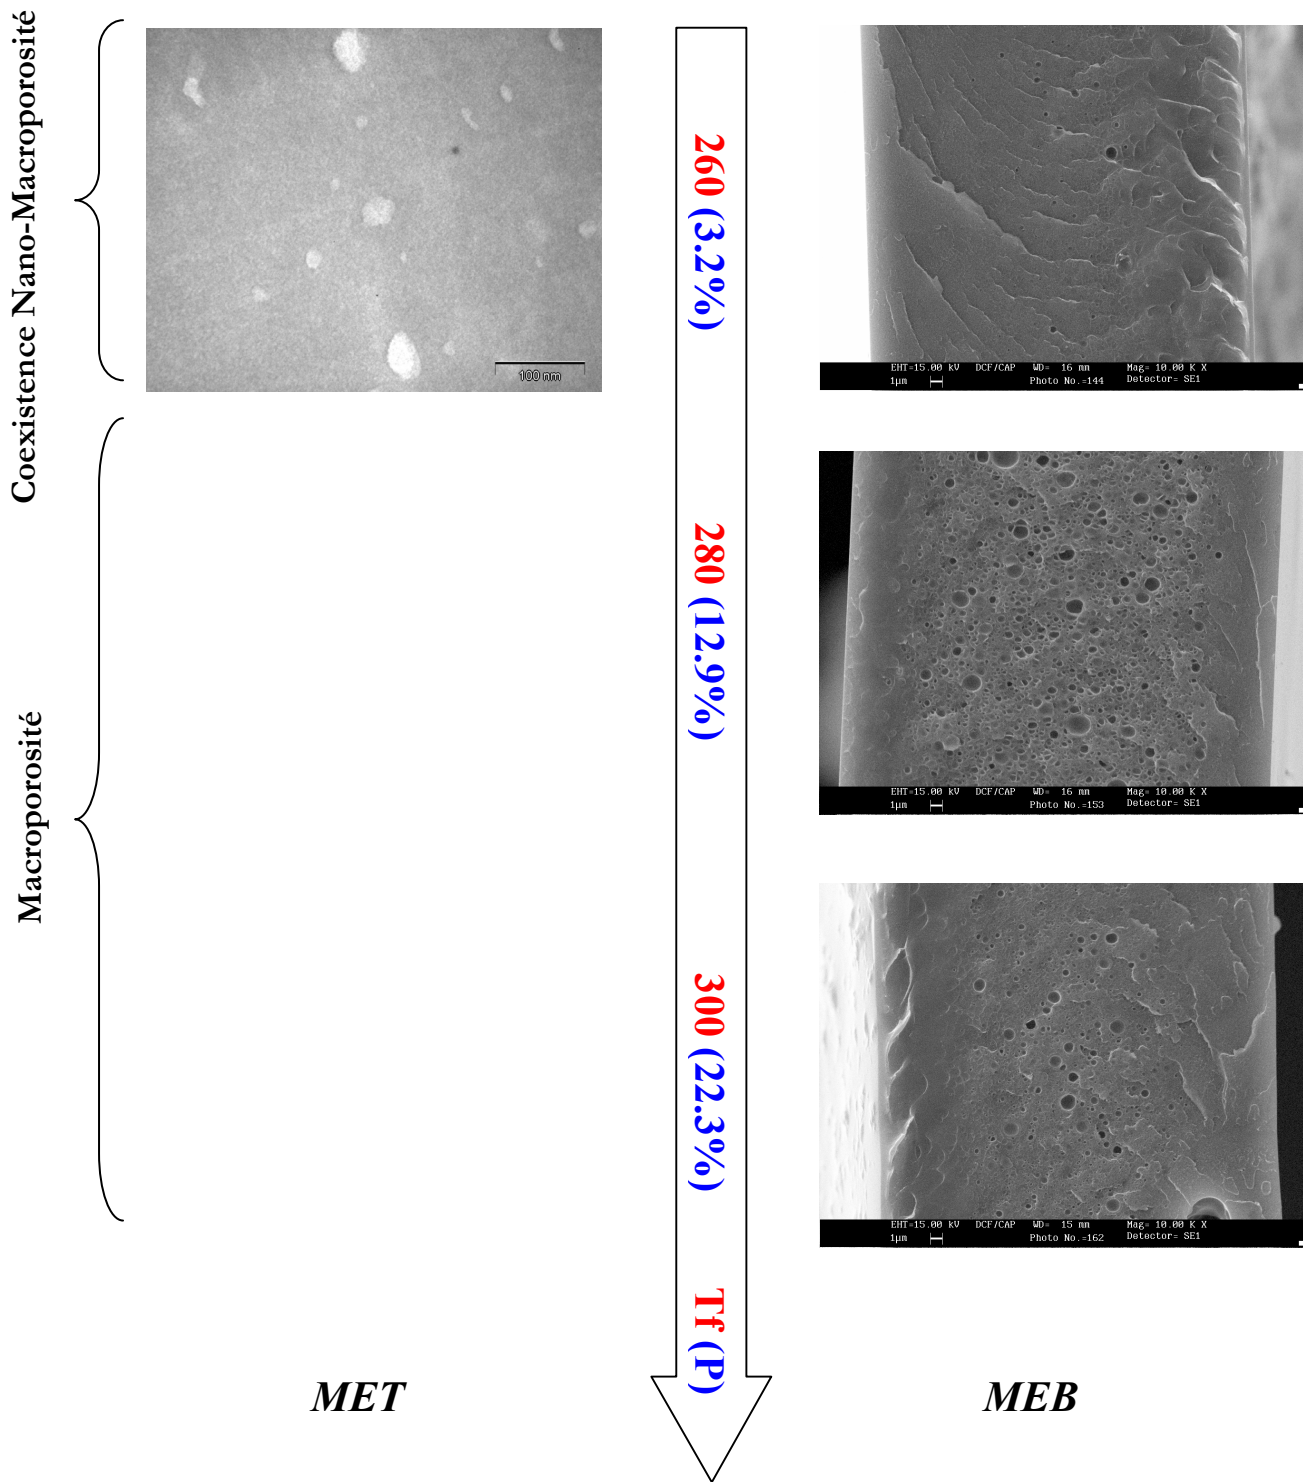 Coexistence Nano-Macroporosité
100 nm
260 (3.2%)
EHT=15.00 kV DCF/CAP WD= 16 mm Mag= 10.00 K X
1µm Photo No.=144 Detector= SE1
Macroporosité
280 (12.9%)
EHT=15.00 kV DCF/CAP WD= 16 mm Mag= 10.00 K X
1µm Photo No.=153 Detector= SE1
300 (22.3%)
EHT=15.00 kV DCF/CAP WD= 15 mm Mag= 10.00 K X
1µm Photo No.=162 Detector= SE1
Tf (P)
MET
MEB